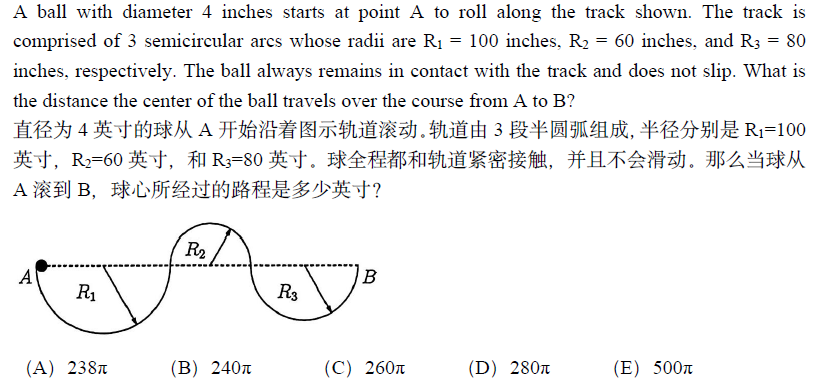 A ball with diameter 4 inches starts at point A to roll along the track shown. The track is
comprised of 3 semicircular arcs whose radii are R₁ = 100 inches, R₂ = 60 inches, and R₃ = 80
inches, respectively. The ball always remains in contact with the track and does not slip. What is
the distance the center of the ball travels over the course from A to B?
直径为 4 英寸的球从 A 开始沿着图示轨道滚动。轨道由 3 段半圆弧组成, 半径分别是 R₁=100
英寸，R₂=60 英寸，和 R₃=80 英寸。球全程都和轨道紧密接触，并且不会滑动。那么当球从
A 滚到 B，球心所经过的路程是多少英寸?
R₂
A
B
R₁
R₃
(A) 238π (B) 240π (C) 260π (D) 280π (E) 500π